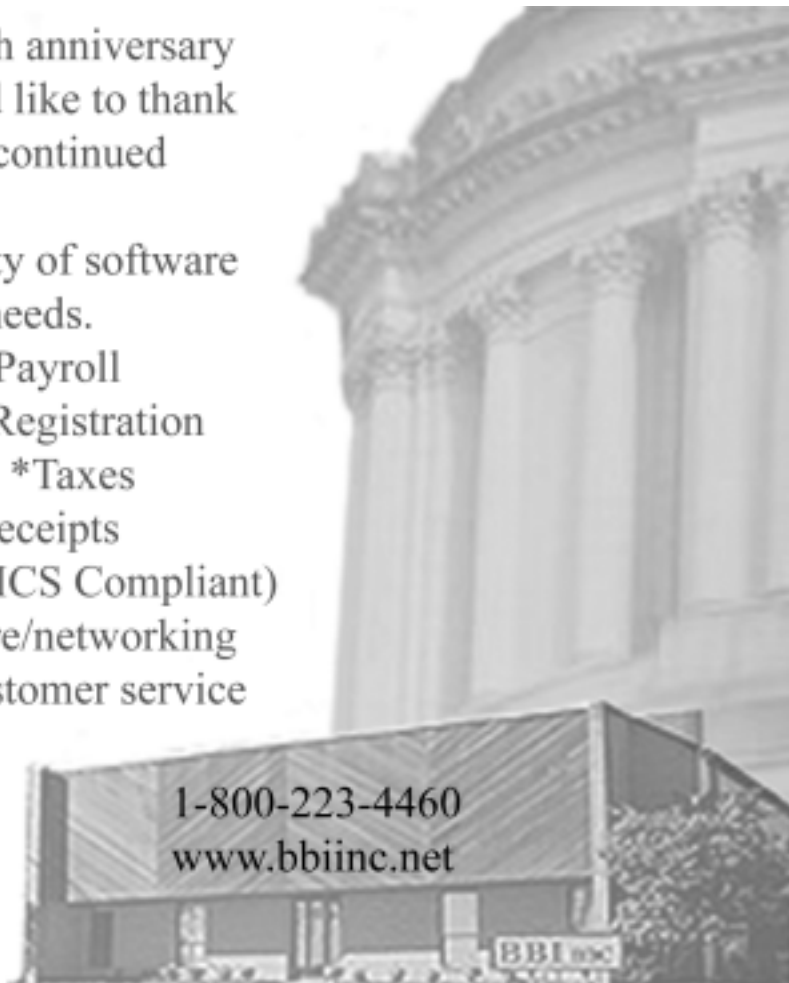 h anniversary
like to thank
continued
y of software
needs.
Payroll
Registration
*Taxes
eceipts
ICS Compliant)
re/networking
stomer service
1-800-223-4460
www.bbiinc.net
BBI inc